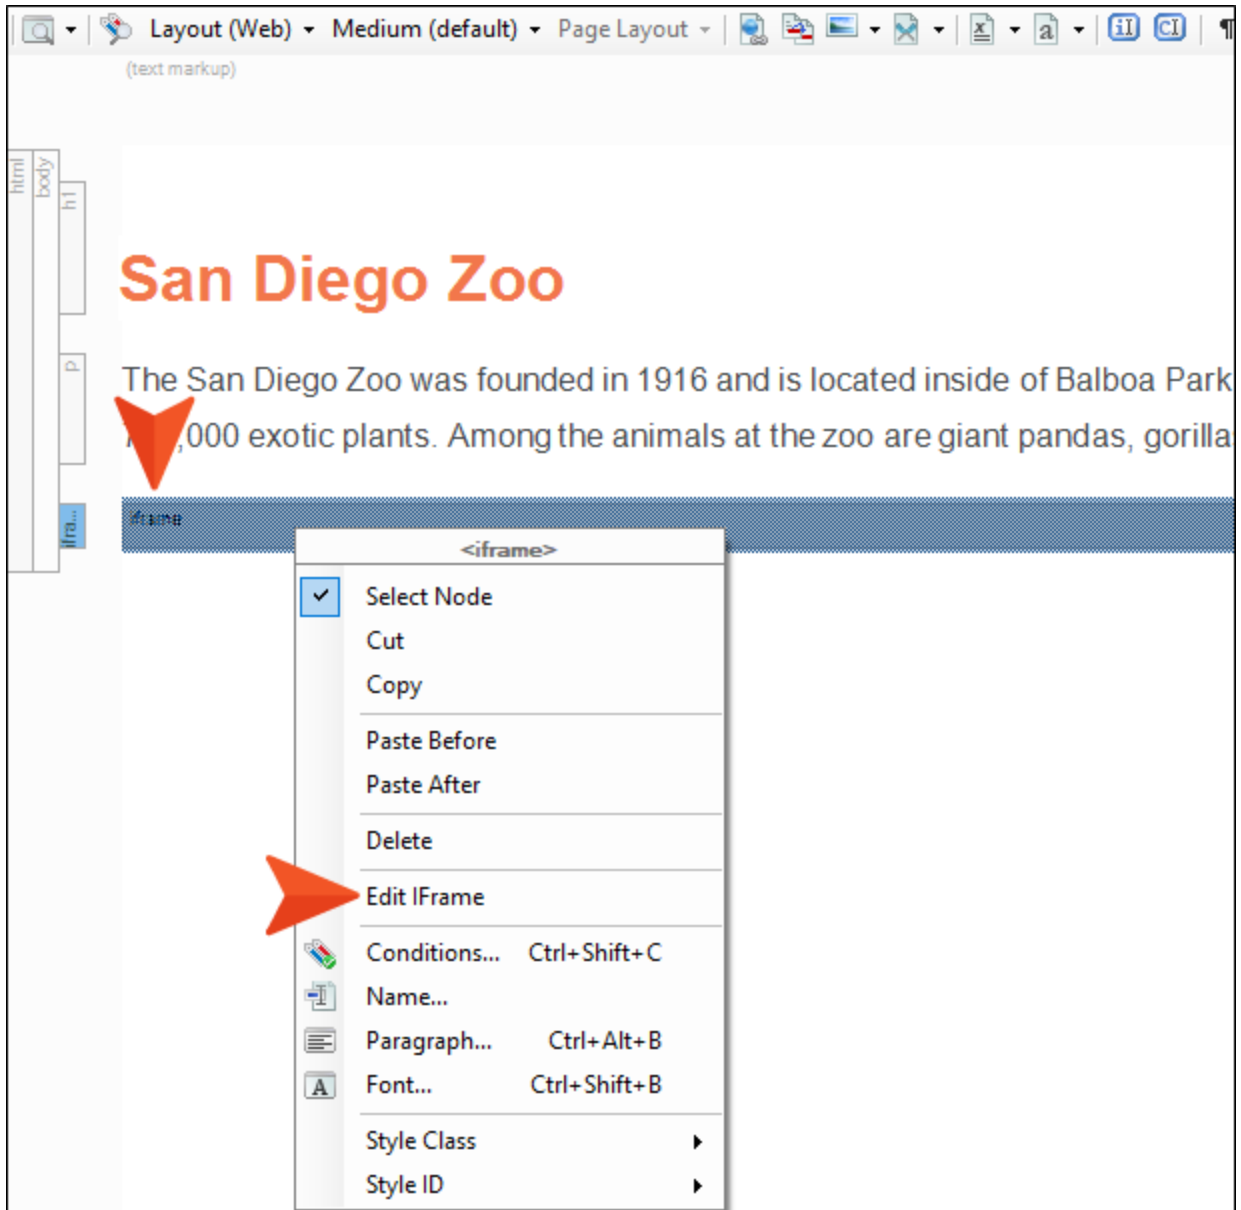 Layout (Web) Medium (default) Page Layout
(text markup)
html
body
h1
San Diego Zoo
p
The San Diego Zoo was founded in 1916 and is located inside of Balboa Park
,000 exotic plants. Among the animals at the zoo are giant pandas, gorilla
ifra...
iframe
<iframe>
Select Node
Cut
Copy
Paste Before
Paste After
Delete
Edit IFrame
Conditions... Ctrl+Shift+C
Name...
Paragraph... Ctrl+Alt+B
Font... Ctrl+Shift+B
Style Class
Style ID